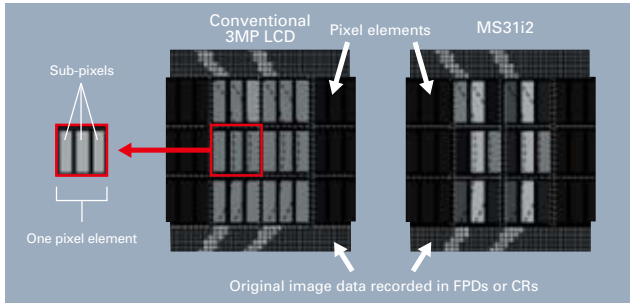 Conventional
3MP LCD
Pixel elements
MS31i2
Sub-pixels
One pixel element
Original image data recorded in FPDs or CRs